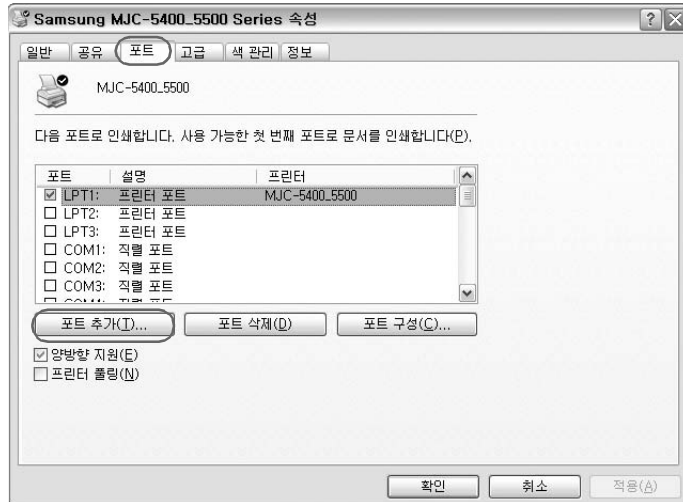 Samsung MJC-5400_5500 Series 속성
일반 공유 포트 고급 색 관리 정보
MJC-5400_5500
다음 포트로 인쇄합니다. 사용 가능한 첫 번째 포트로 문서를 인쇄합니다(P).
포트 설명 프린터
LPT1: 프린터 포트 MJC-5400_5500
LPT2: 프린터 포트
LPT3: 프린터 포트
COM1: 직렬 포트
COM2: 직렬 포트
COM3: 직렬 포트
포트 추가(T)... 포트 삭제(D) 포트 구성(C)...
양방향 지원(E)
프린터 풀링(N)
확인 취소 적용(A)